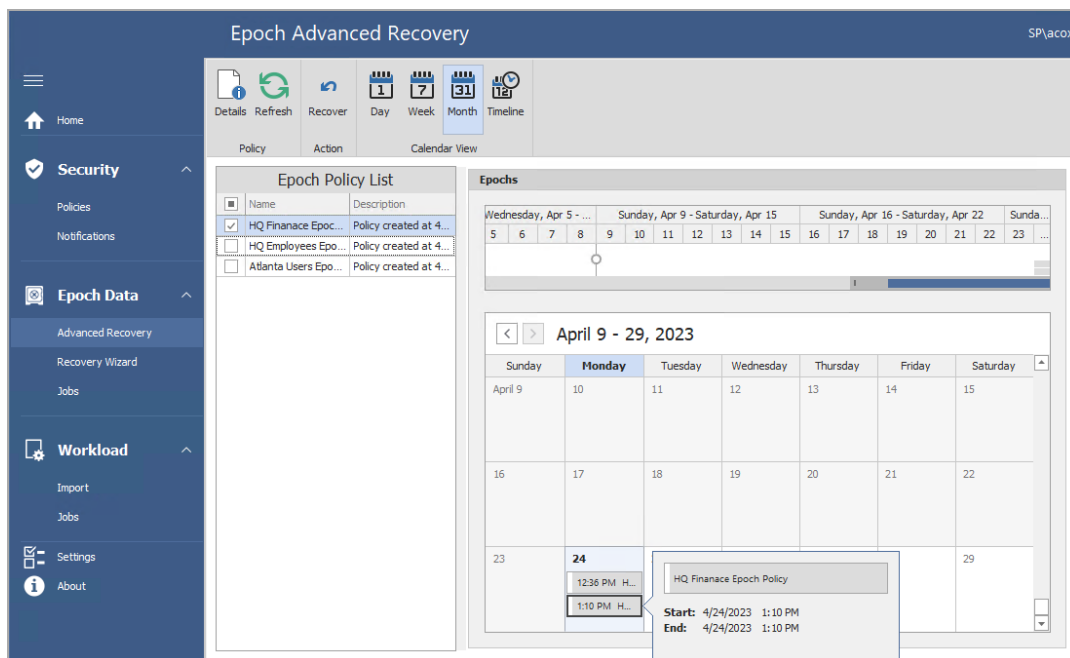 Epoch Advanced Recovery
SP\acox
Home
Security
Policies
Notifications
Epoch Data
Advanced Recovery
Recovery Wizard
Jobs
Workload
Import
Jobs
Settings
About
Details Refresh Recover Day Week Month Timeline
Policy Action Calendar View
Epoch Policy List
Name Description
HQ Finanace Epoc... Policy created at 4...
HQ Employees Epo... Policy created at 4...
Atlanta Users Epo... Policy created at 4...
Epochs
Wednesday, Apr 5 - ... Sunday, Apr 9 - Saturday, Apr 15 Sunday, Apr 16 - Saturday, Apr 22 Sunda...
5 6 7 8 9 10 11 12 13 14 15 16 17 18 19 20 21 22 23 ...
April 9 - 29, 2023
Sunday Monday Tuesday Wednesday Thursday Friday Saturday
April 9 10 11 12 13 14 15
16 17 18 19 20 21 22
23 24 29
12:36 PM H...
1:10 PM H...
HQ Finanace Epoch Policy
Start: 4/24/2023 1:10 PM
End: 4/24/2023 1:10 PM